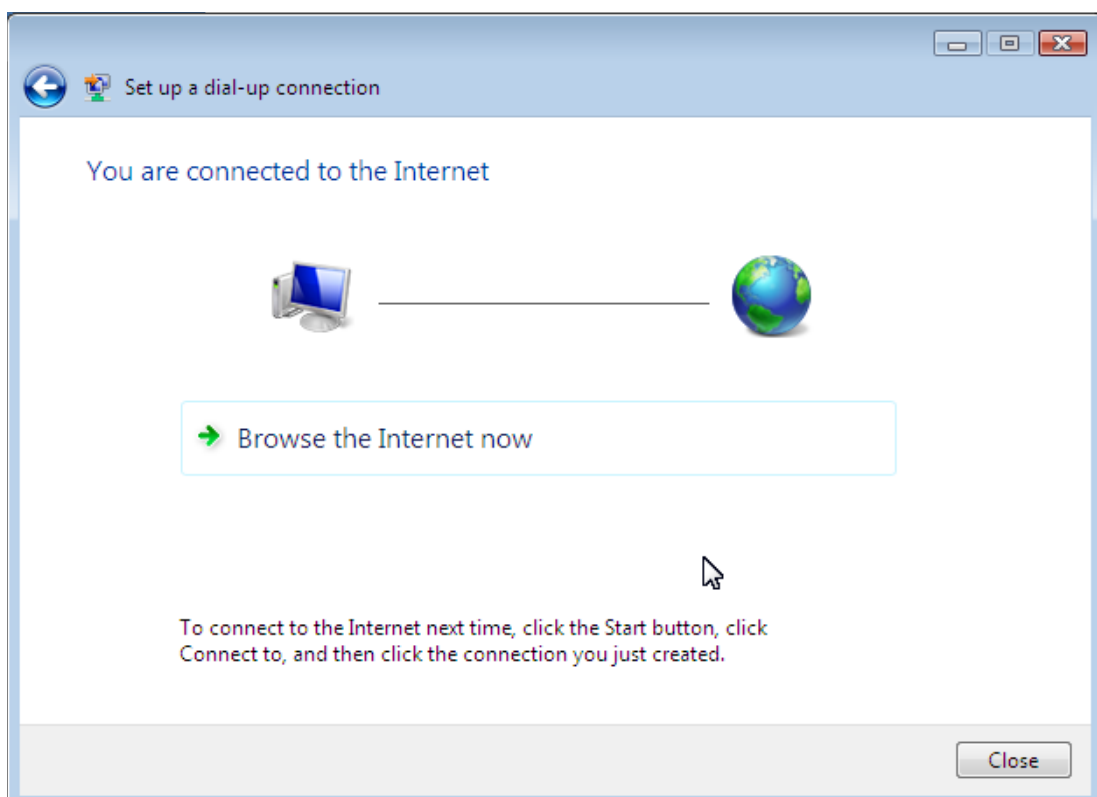 Set up a dial-up connection
You are connected to the Internet
Browse the Internet now
To connect to the Internet next time, click the Start button, click
Connect to, and then click the connection you just created.
Close